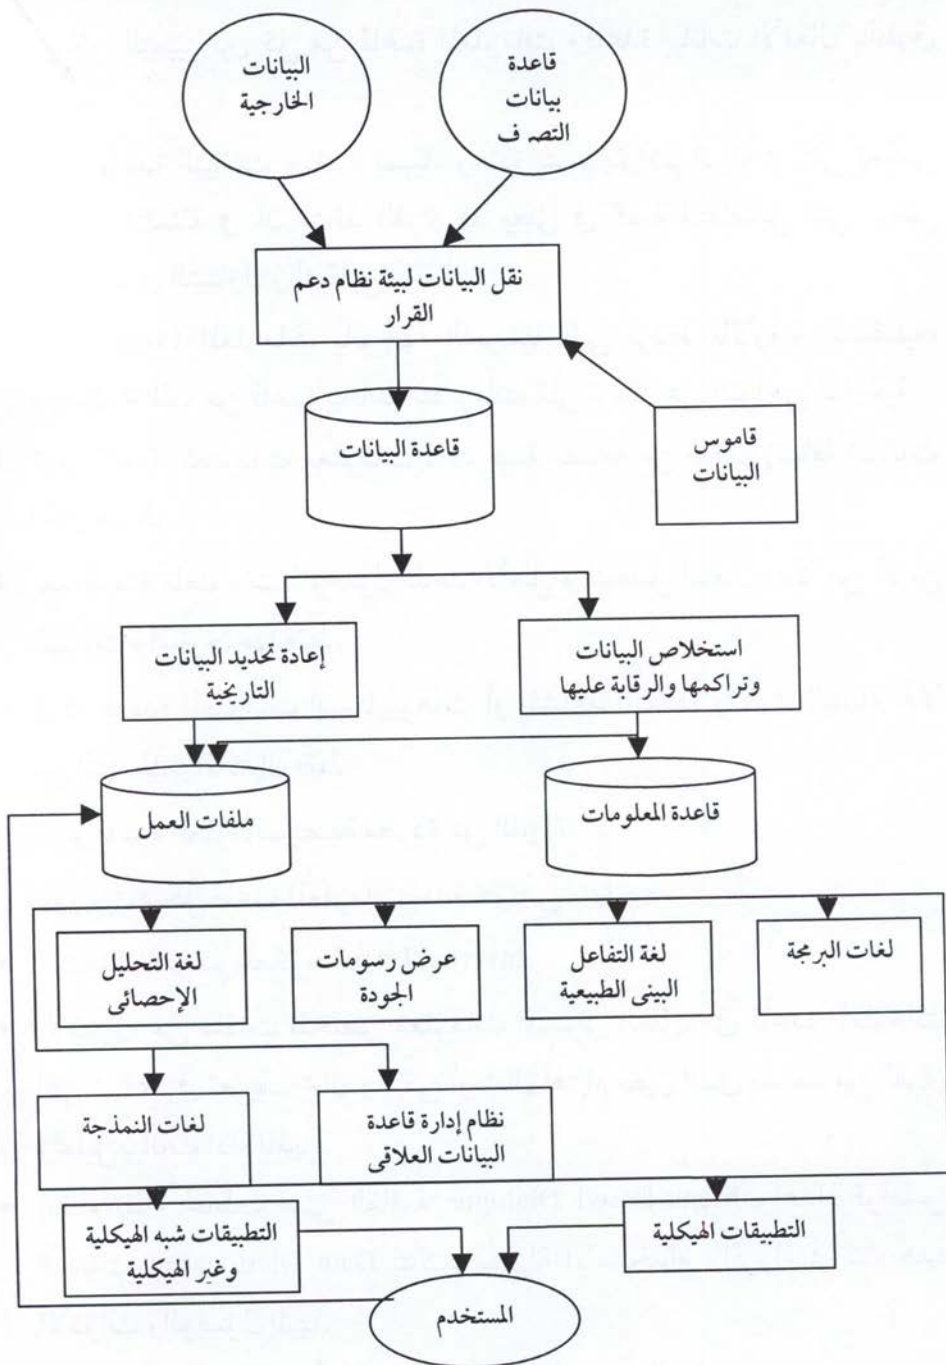 قاعدة
بيانات
التصرف
البيانات
الخارجية
نقل البيانات لبيئة نظام دعم
القرار
قاموس
البيانات
قاعدة البيانات
استخلاص البيانات
وتراكمها والرقابة عليها
إعادة تحديد البيانات
التاريخية
قاعدة المعلومات
ملفات العمل
لغات البرمجة
لغة التفاعل
البينى الطبيعية
عرض رسومات
الجودة
لغة التحليل
الإحصائى
نظام إدارة قاعدة
البيانات العلاقى
لغات النمذجة
التطبيقات الهيكلية
التطبيقات شبه الهيكلية
وغير الهيكلية
المستخدم